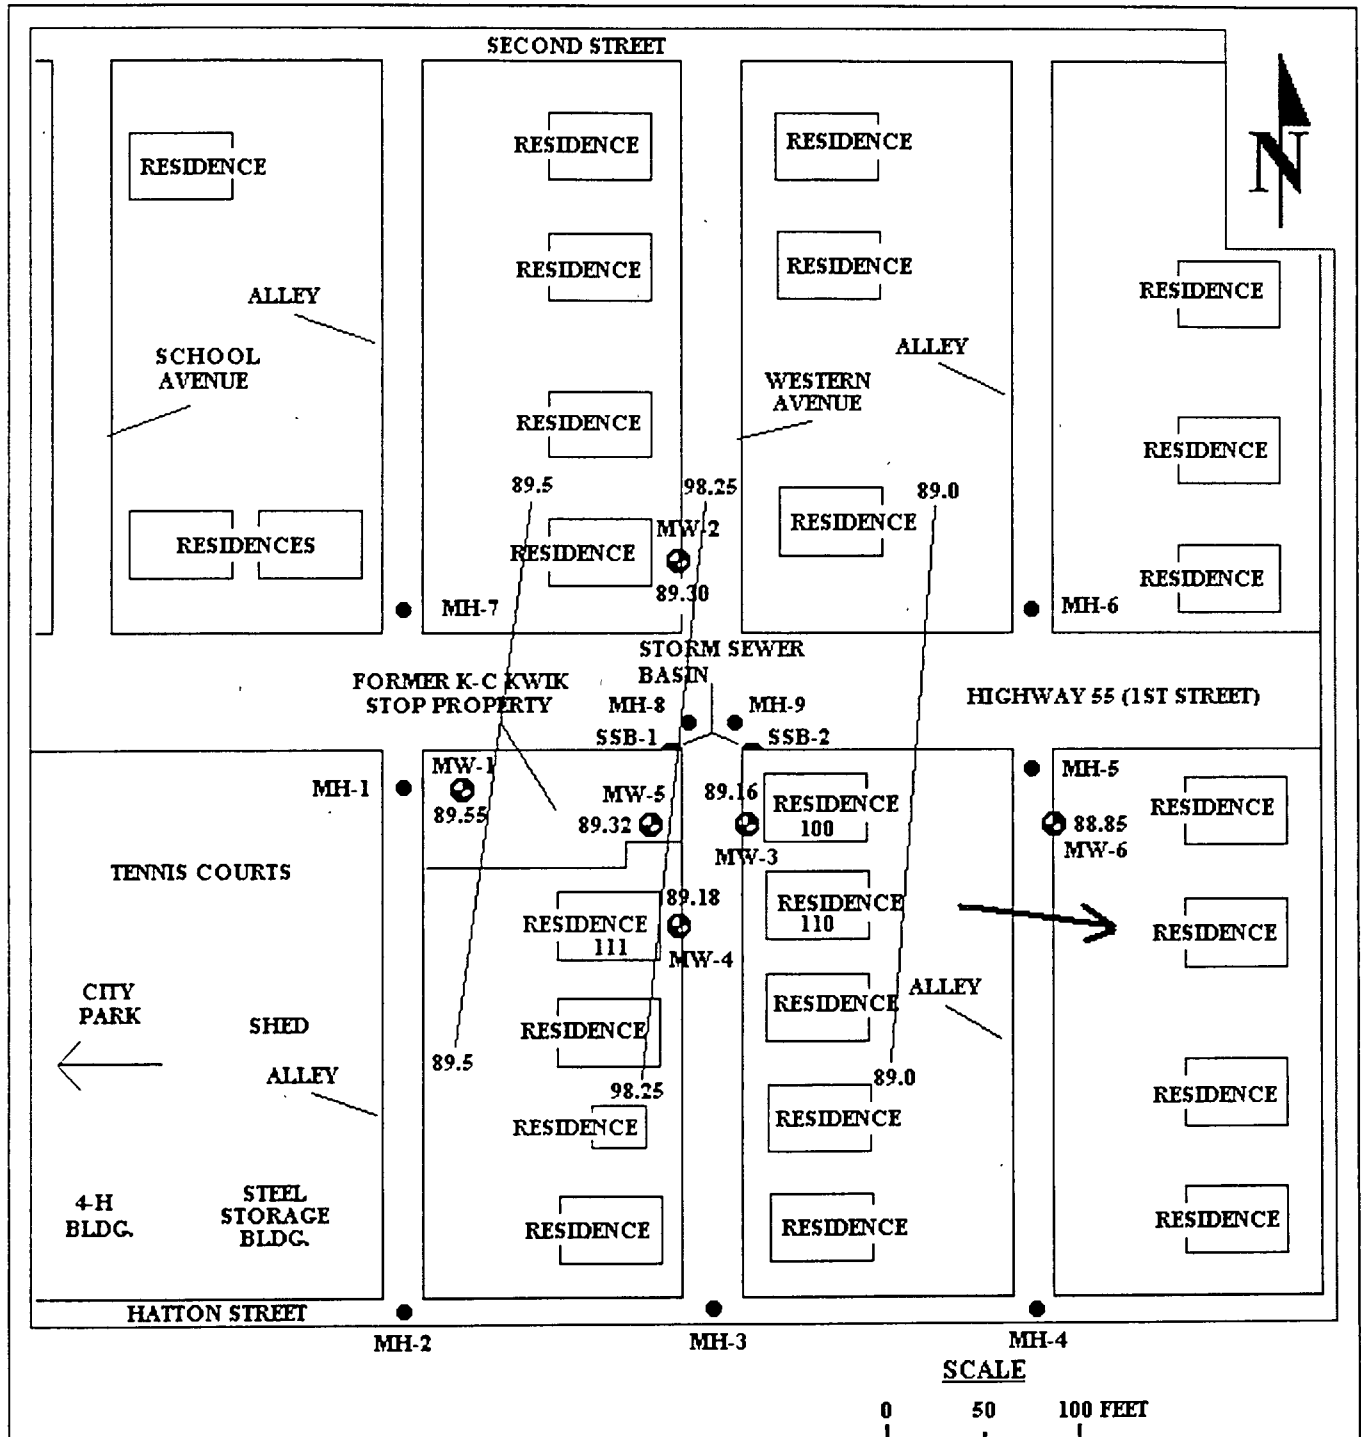 SECOND STREET
N
RESIDENCE
RESIDENCE
RESIDENCE
RESIDENCE
RESIDENCE
RESIDENCE
ALLEY
ALLEY
SCHOOL
AVENUE
WESTERN
AVENUE
RESIDENCE
RESIDENCE
89.5
98.25
89.0
MW-2
RESIDENCES
RESIDENCE
RESIDENCE
RESIDENCE
89.30
MH-7
MH-6
STORM SEWER
BASIN
FORMER K-C KWIK
STOP PROPERTY
HIGHWAY 55 (1ST STREET)
MH-8
MH-9
SSB-1
SSB-2
MW-1
MH-1
89.55
MW-5
89.32
89.16
MW-3
RESIDENCE
100
MH-5
88.85
MW-6
RESIDENCE
TENNIS COURTS
89.18
RESIDENCE
111
MW-4
RESIDENCE
110
RESIDENCE
CITY
PARK
SHED
ALLEY
RESIDENCE
RESIDENCE
ALLEY
89.5
98.25
89.0
RESIDENCE
RESIDENCE
RESIDENCE
4-H
BLDG.
STEEL
STORAGE
BLDG.
RESIDENCE
RESIDENCE
RESIDENCE
HATTON STREET
MH-2
MH-3
MH-4
SCALE
0 50 100 FEET